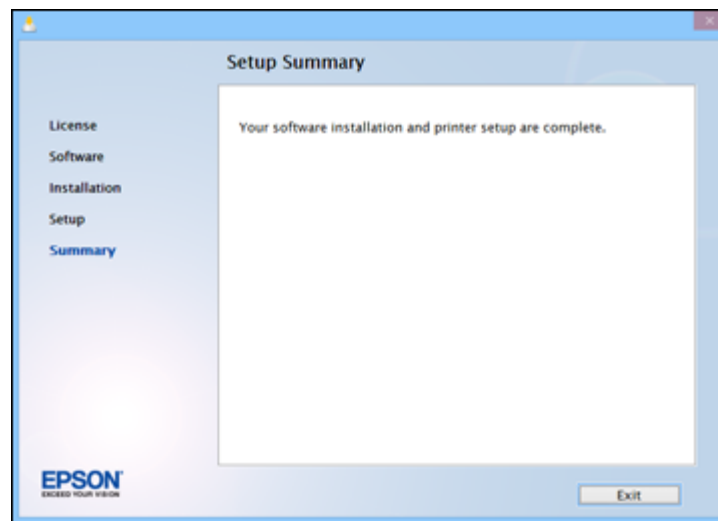 Setup Summary
License
Software
Installation
Setup
Summary
Your software installation and printer setup are complete.
EPSON
EXCEED YOUR VISION
Exit